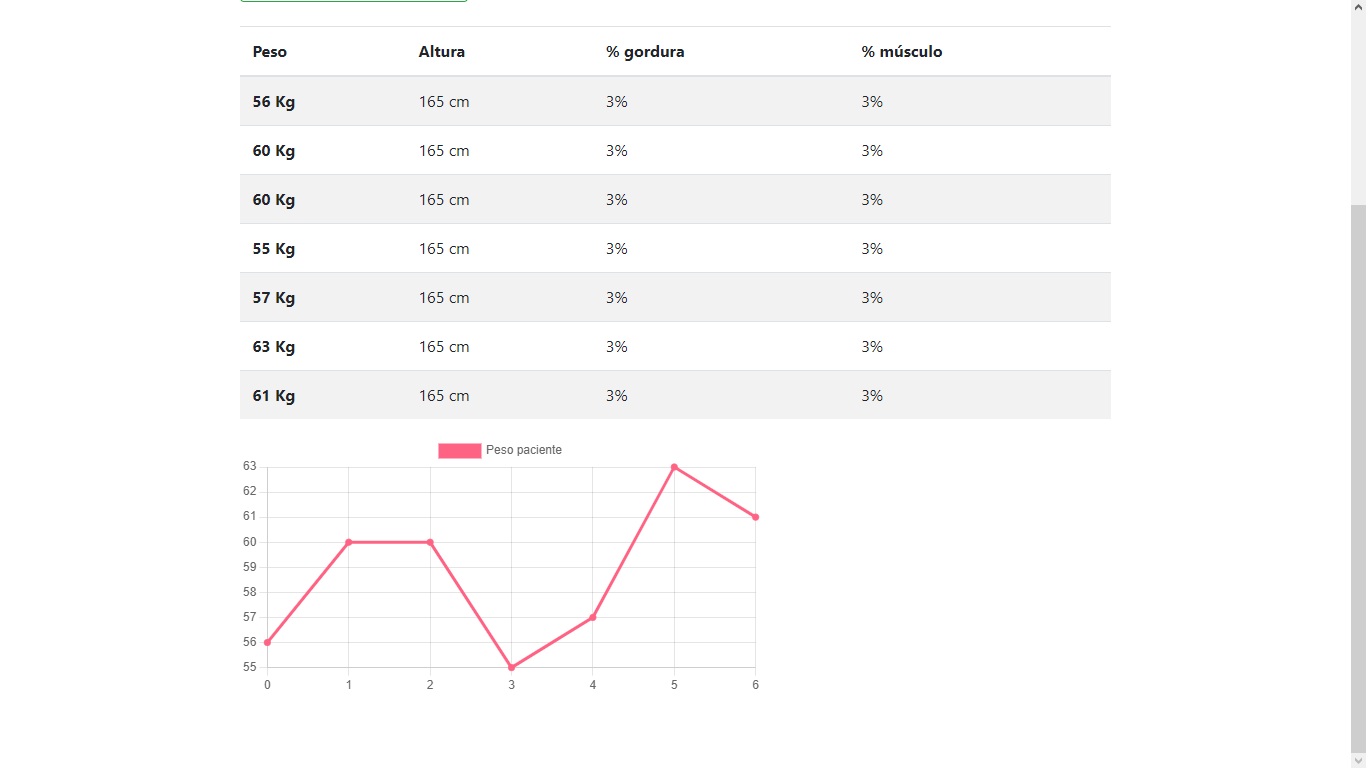 Peso Altura % gordura % músculo
56 Kg 165 cm 3% 3%
60 Kg 165 cm 3% 3%
60 Kg 165 cm 3% 3%
55 Kg 165 cm 3% 3%
57 Kg 165 cm 3% 3%
63 Kg 165 cm 3% 3%
61 Kg 165 cm 3% 3%
Peso paciente
63
62
61
60
59
58
57
56
55
0 1 2 3 4 5 6